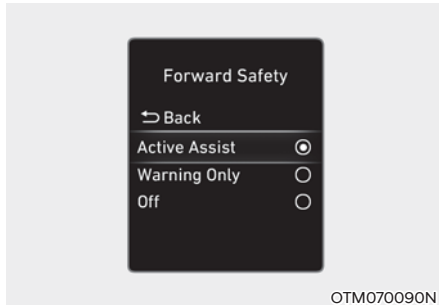 Forward Safety
Back
Active Assist
Warning Only
Off
OTM070090N